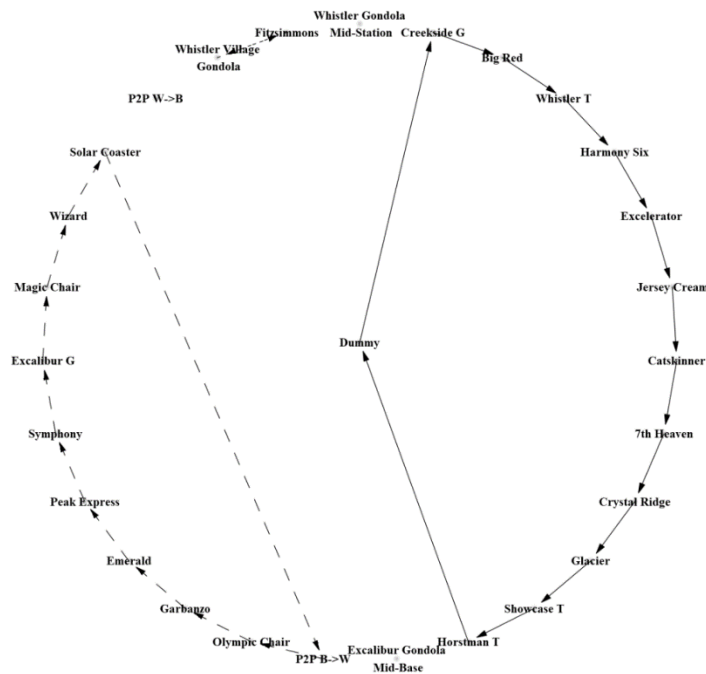 Whistler Gondola
Mid-Station
Fitzsimmons
Creekside G
Whistler Village
Gondola
Big Red
P2P W->B
Whistler T
Solar Coaster
Harmony Six
Wizard
Excelerator
Magic Chair
Jersey Cream
Dummy
Excalibur G
Catskinner
Symphony
7th Heaven
Peak Express
Crystal Ridge
Emerald
Glacier
Garbanzo
Showcase T
Olympic Chair
Horstman T
P2P B->W
Excalibur Gondola
Mid-Base